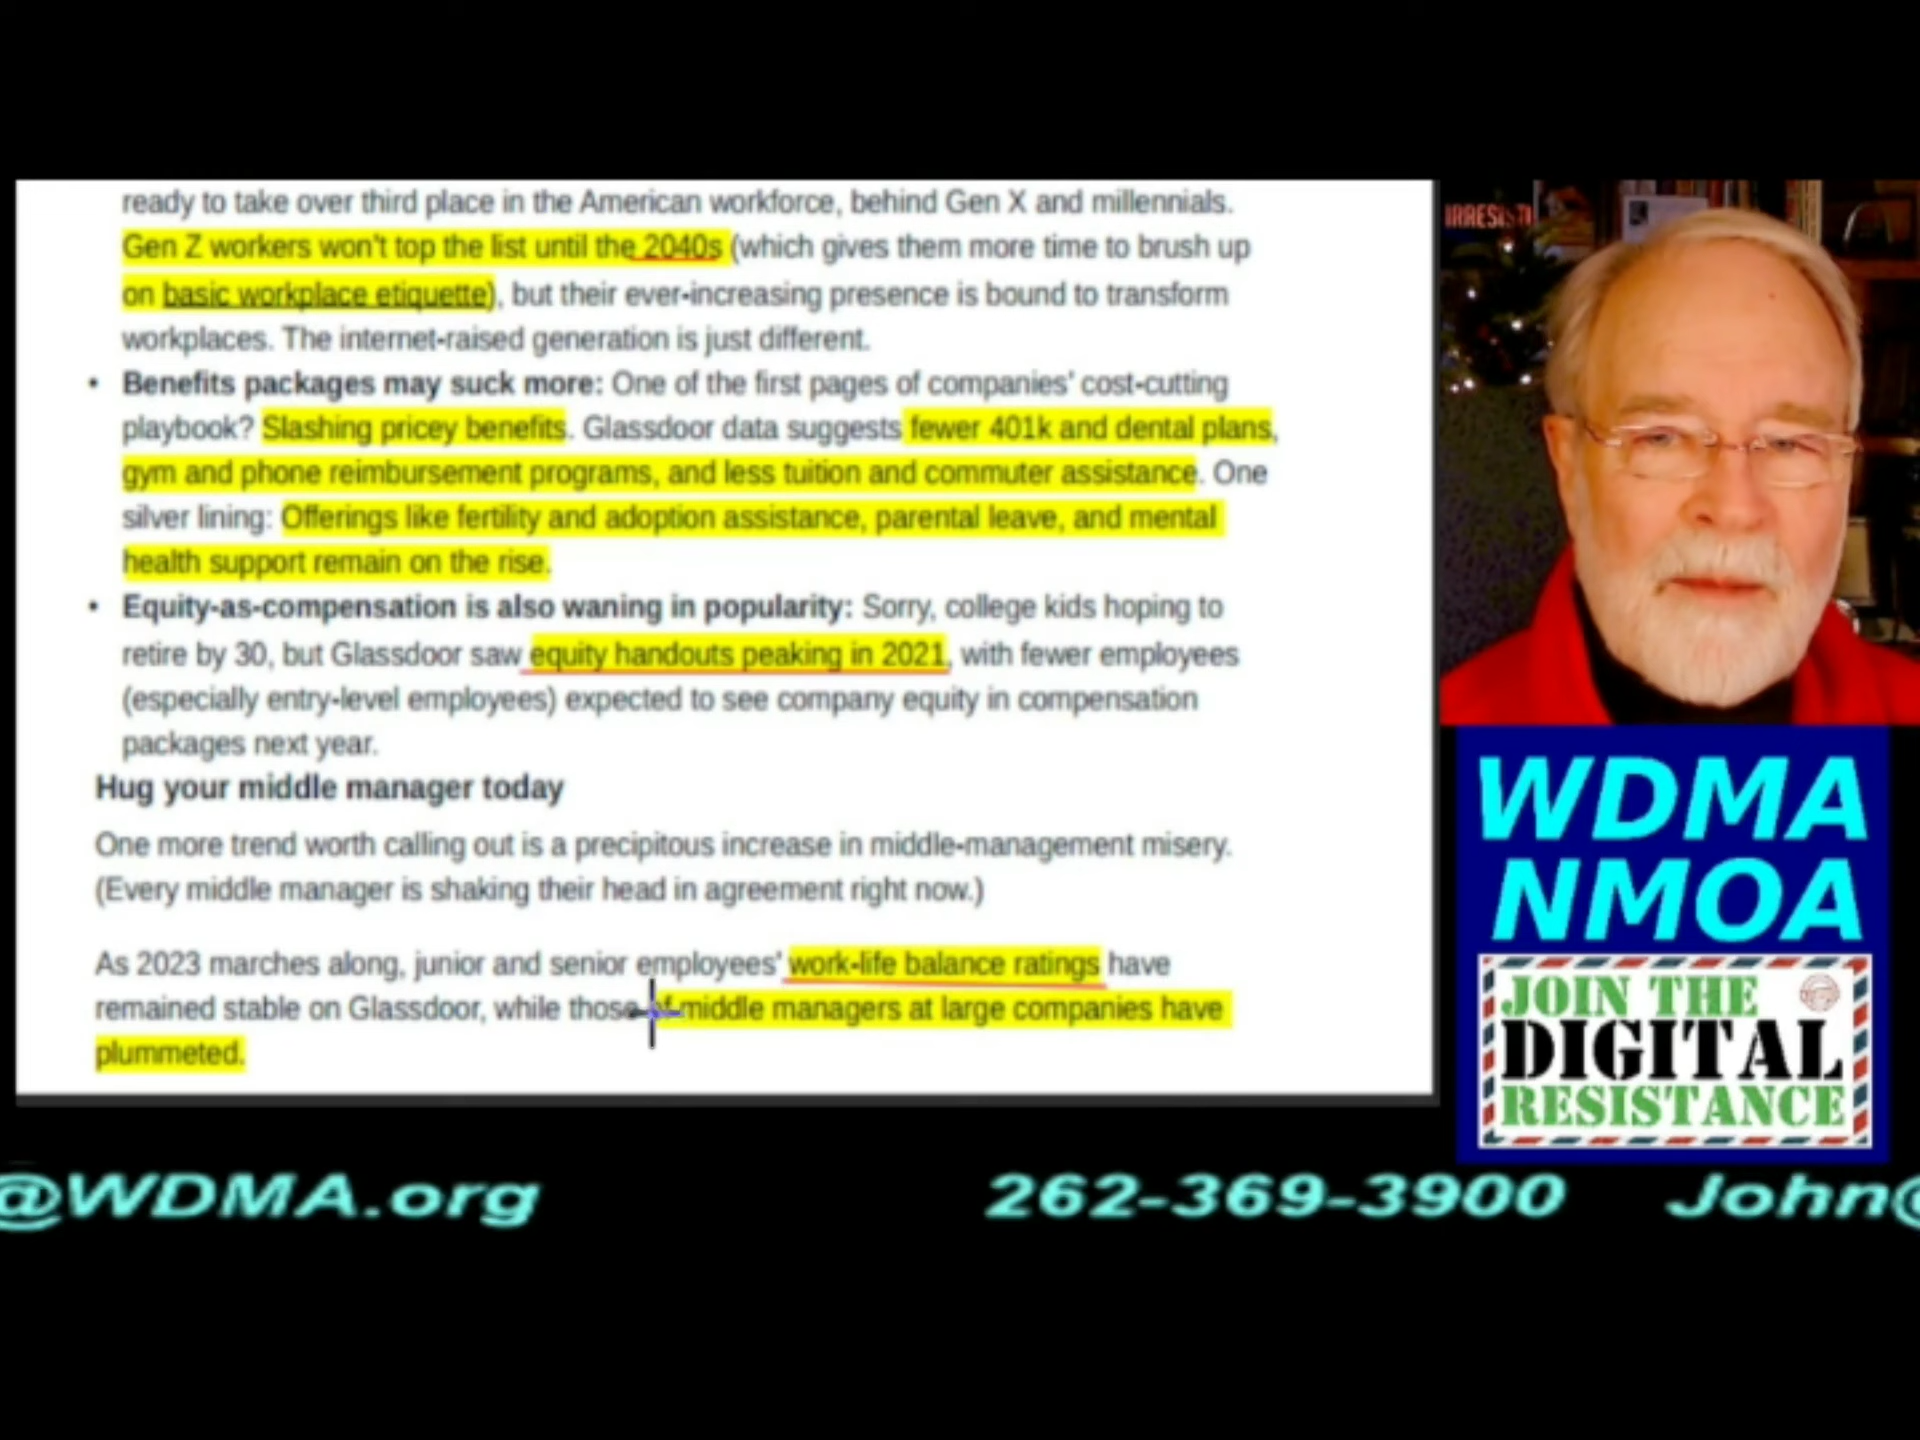 ready to take over third place in the American workforce, behind Gen X and millennials.
Gen Z workers won't top the list until the 2040s (which gives them more time to brush up
on basic workplace etiquette), but their ever-increasing presence is bound to transform
workplaces. The internet-raised generation is just different.
• Benefits packages may suck more: One of the first pages of companies' cost-cutting
playbook? Slashing pricey benefits. Glassdoor data suggests fewer 401k and dental plans,
gym and phone reimbursement programs, and less tuition and commuter assistance. One
silver lining: Offerings like fertility and adoption assistance, parental leave, and mental
health support remain on the rise.
• Equity-as-compensation is also waning in popularity: Sorry, college kids hoping to
retire by 30, but Glassdoor saw equity handouts peaking in 2021, with fewer employees
(especially entry-level employees) expected to see company equity in compensation
packages next year.
Hug your middle manager today
One more trend worth calling out is a precipitous increase in middle-management misery.
(Every middle manager is shaking their head in agreement right now.)
As 2023 marches along, junior and senior employees' work-life balance ratings have
remained stable on Glassdoor, while those of middle managers at large companies have
plummeted.
WDMA
NMOA
JOIN THE
DIGITAL
RESISTANCE
@WDMA.org 262-369-3900 John@